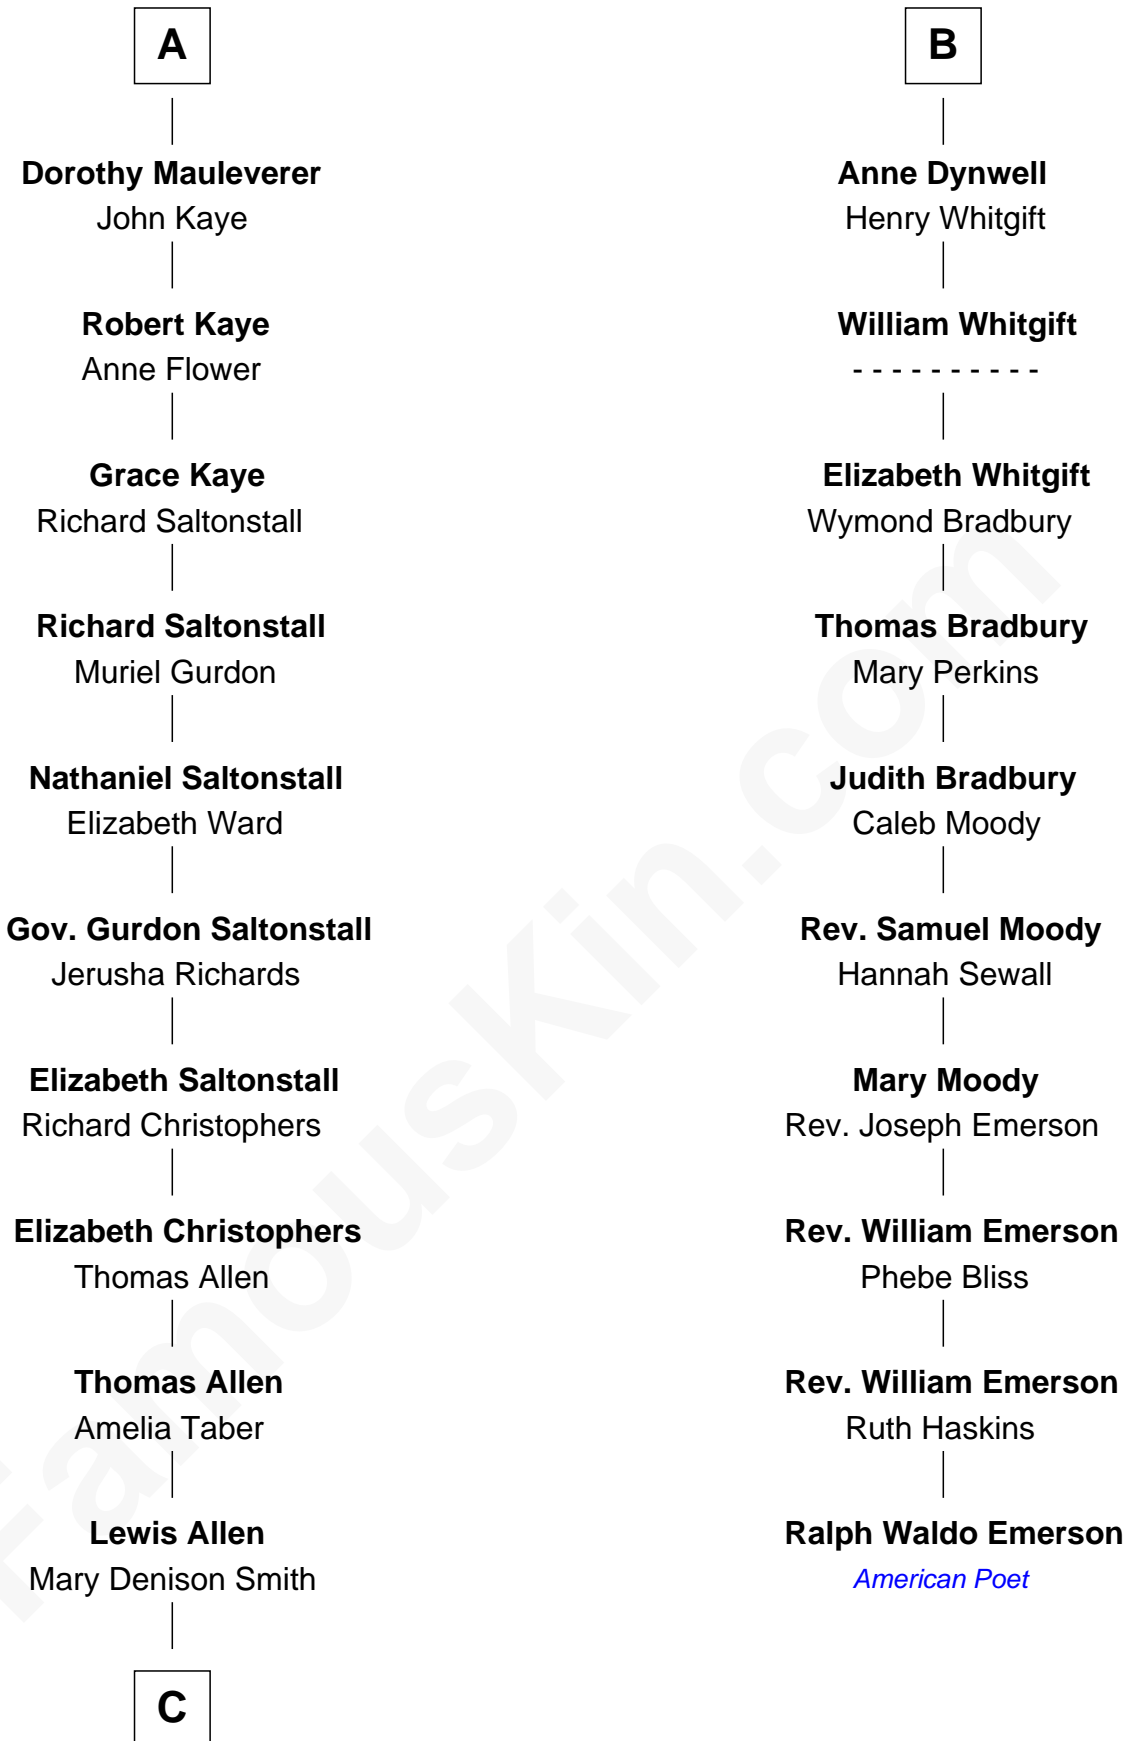 A
Dorothy Mauleverer
John Kaye
Robert Kaye
Anne Flower
Grace Kaye
Richard Saltonstall
Richard Saltonstall
Muriel Gurdon
Nathaniel Saltonstall
Elizabeth Ward
Gov. Gurdon Saltonstall
Jerusha Richards
Elizabeth Saltonstall
Richard Christophers
Elizabeth Christophers
Thomas Allen
Thomas Allen
Amelia Taber
Lewis Allen
Mary Denison Smith
C
B
Anne Dynwell
Henry Whitgift
William Whitgift
- - - - - - - - - -
Elizabeth Whitgift
Wymond Bradbury
Thomas Bradbury
Mary Perkins
Judith Bradbury
Caleb Moody
Rev. Samuel Moody
Hannah Sewall
Mary Moody
Rev. Joseph Emerson
Rev. William Emerson
Phebe Bliss
Rev. William Emerson
Ruth Haskins
Ralph Waldo Emerson
American Poet
FamousKin.com